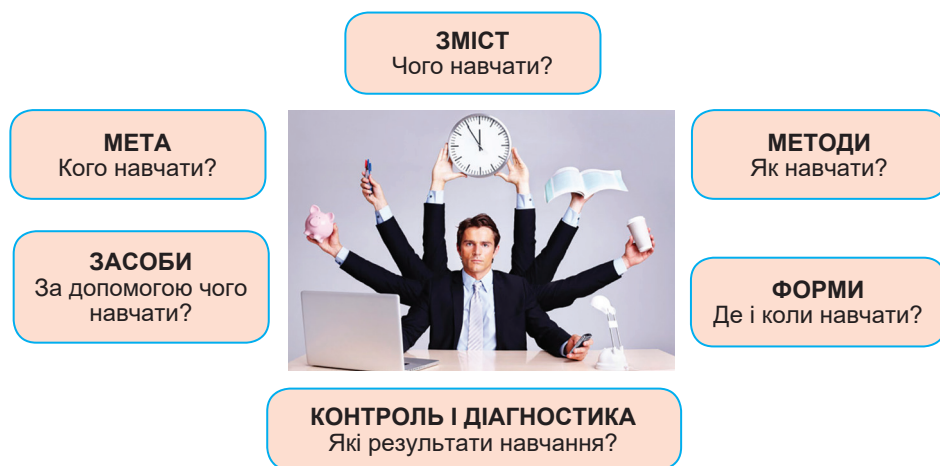 ЗМІСТ
Чого навчати?
МЕТА
Кого навчати?
МЕТОДИ
Як навчати?
ЗАСОБИ
За допомогою чого
навчати?
ФОРМИ
Де і коли навчати?
КОНТРОЛЬ І ДІАГНОСТИКА
Які результати навчання?